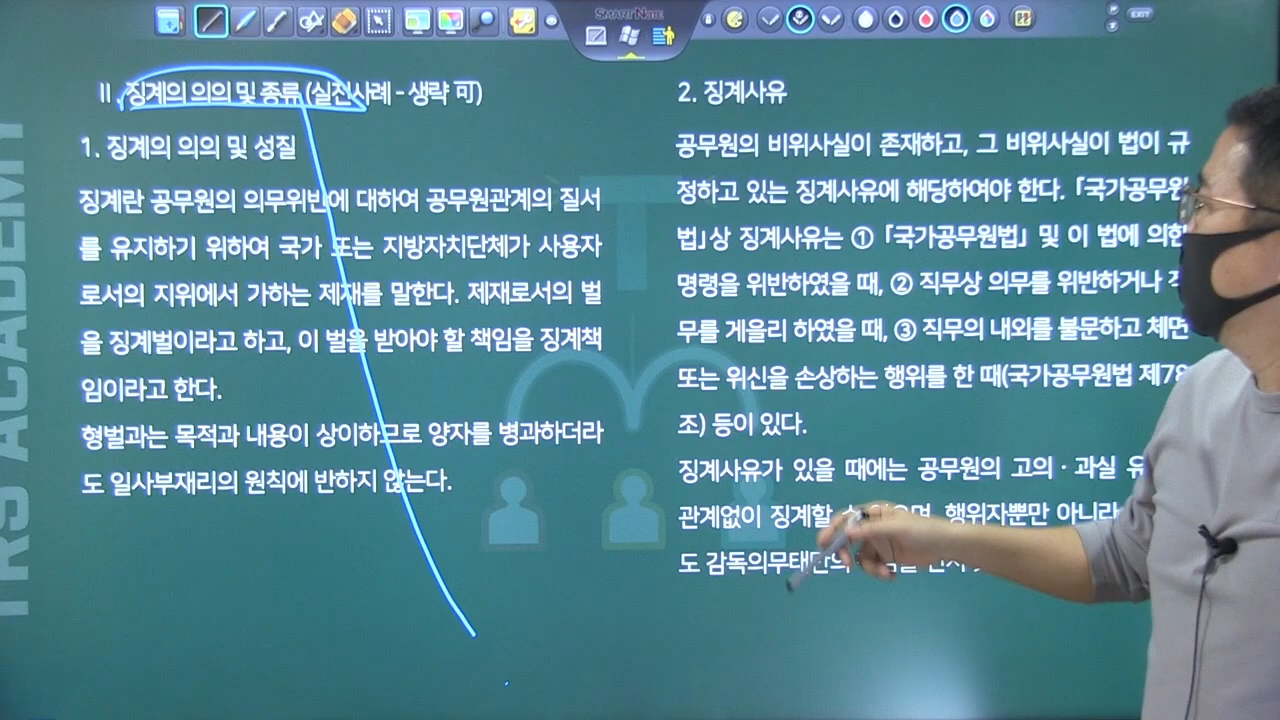 SMARTNOTE
EXIT
TRS ACADEMY
Ⅱ. 징계의 의의 및 종류 (실전사례 - 생략 可)
1. 징계의 의의 및 성질
징계란 공무원의 의무위반에 대하여 공무원관계의 질서
를 유지하기 위하여 국가 또는 지방자치단체가 사용자
로서의 지위에서 가하는 제재를 말한다. 제재로서의 벌
을 징계벌이라고 하고, 이 벌을 받아야 할 책임을 징계책
임이라고 한다.
형벌과는 목적과 내용이 상이하므로 양자를 병과하더라
도 일사부재리의 원칙에 반하지 않는다.
2. 징계사유
공무원의 비위사실이 존재하고, 그 비위사실이 법이 규
정하고 있는 징계사유에 해당하여야 한다. 「국가공무원
법」상 징계사유는 ① 「국가공무원법」 및 이 법에 의한
명령을 위반하였을 때, ② 직무상 의무를 위반하거나 직
무를 게을리 하였을 때, ③ 직무의 내외를 불문하고 체면
또는 위신을 손상하는 행위를 한 때(국가공무원법 제78
조) 등이 있다.
징계사유가 있을 때에는 공무원의 고의 · 과실 유
관계없이 징계할 수 있으며, 행위자뿐만 아니라
도 감독의무태만의